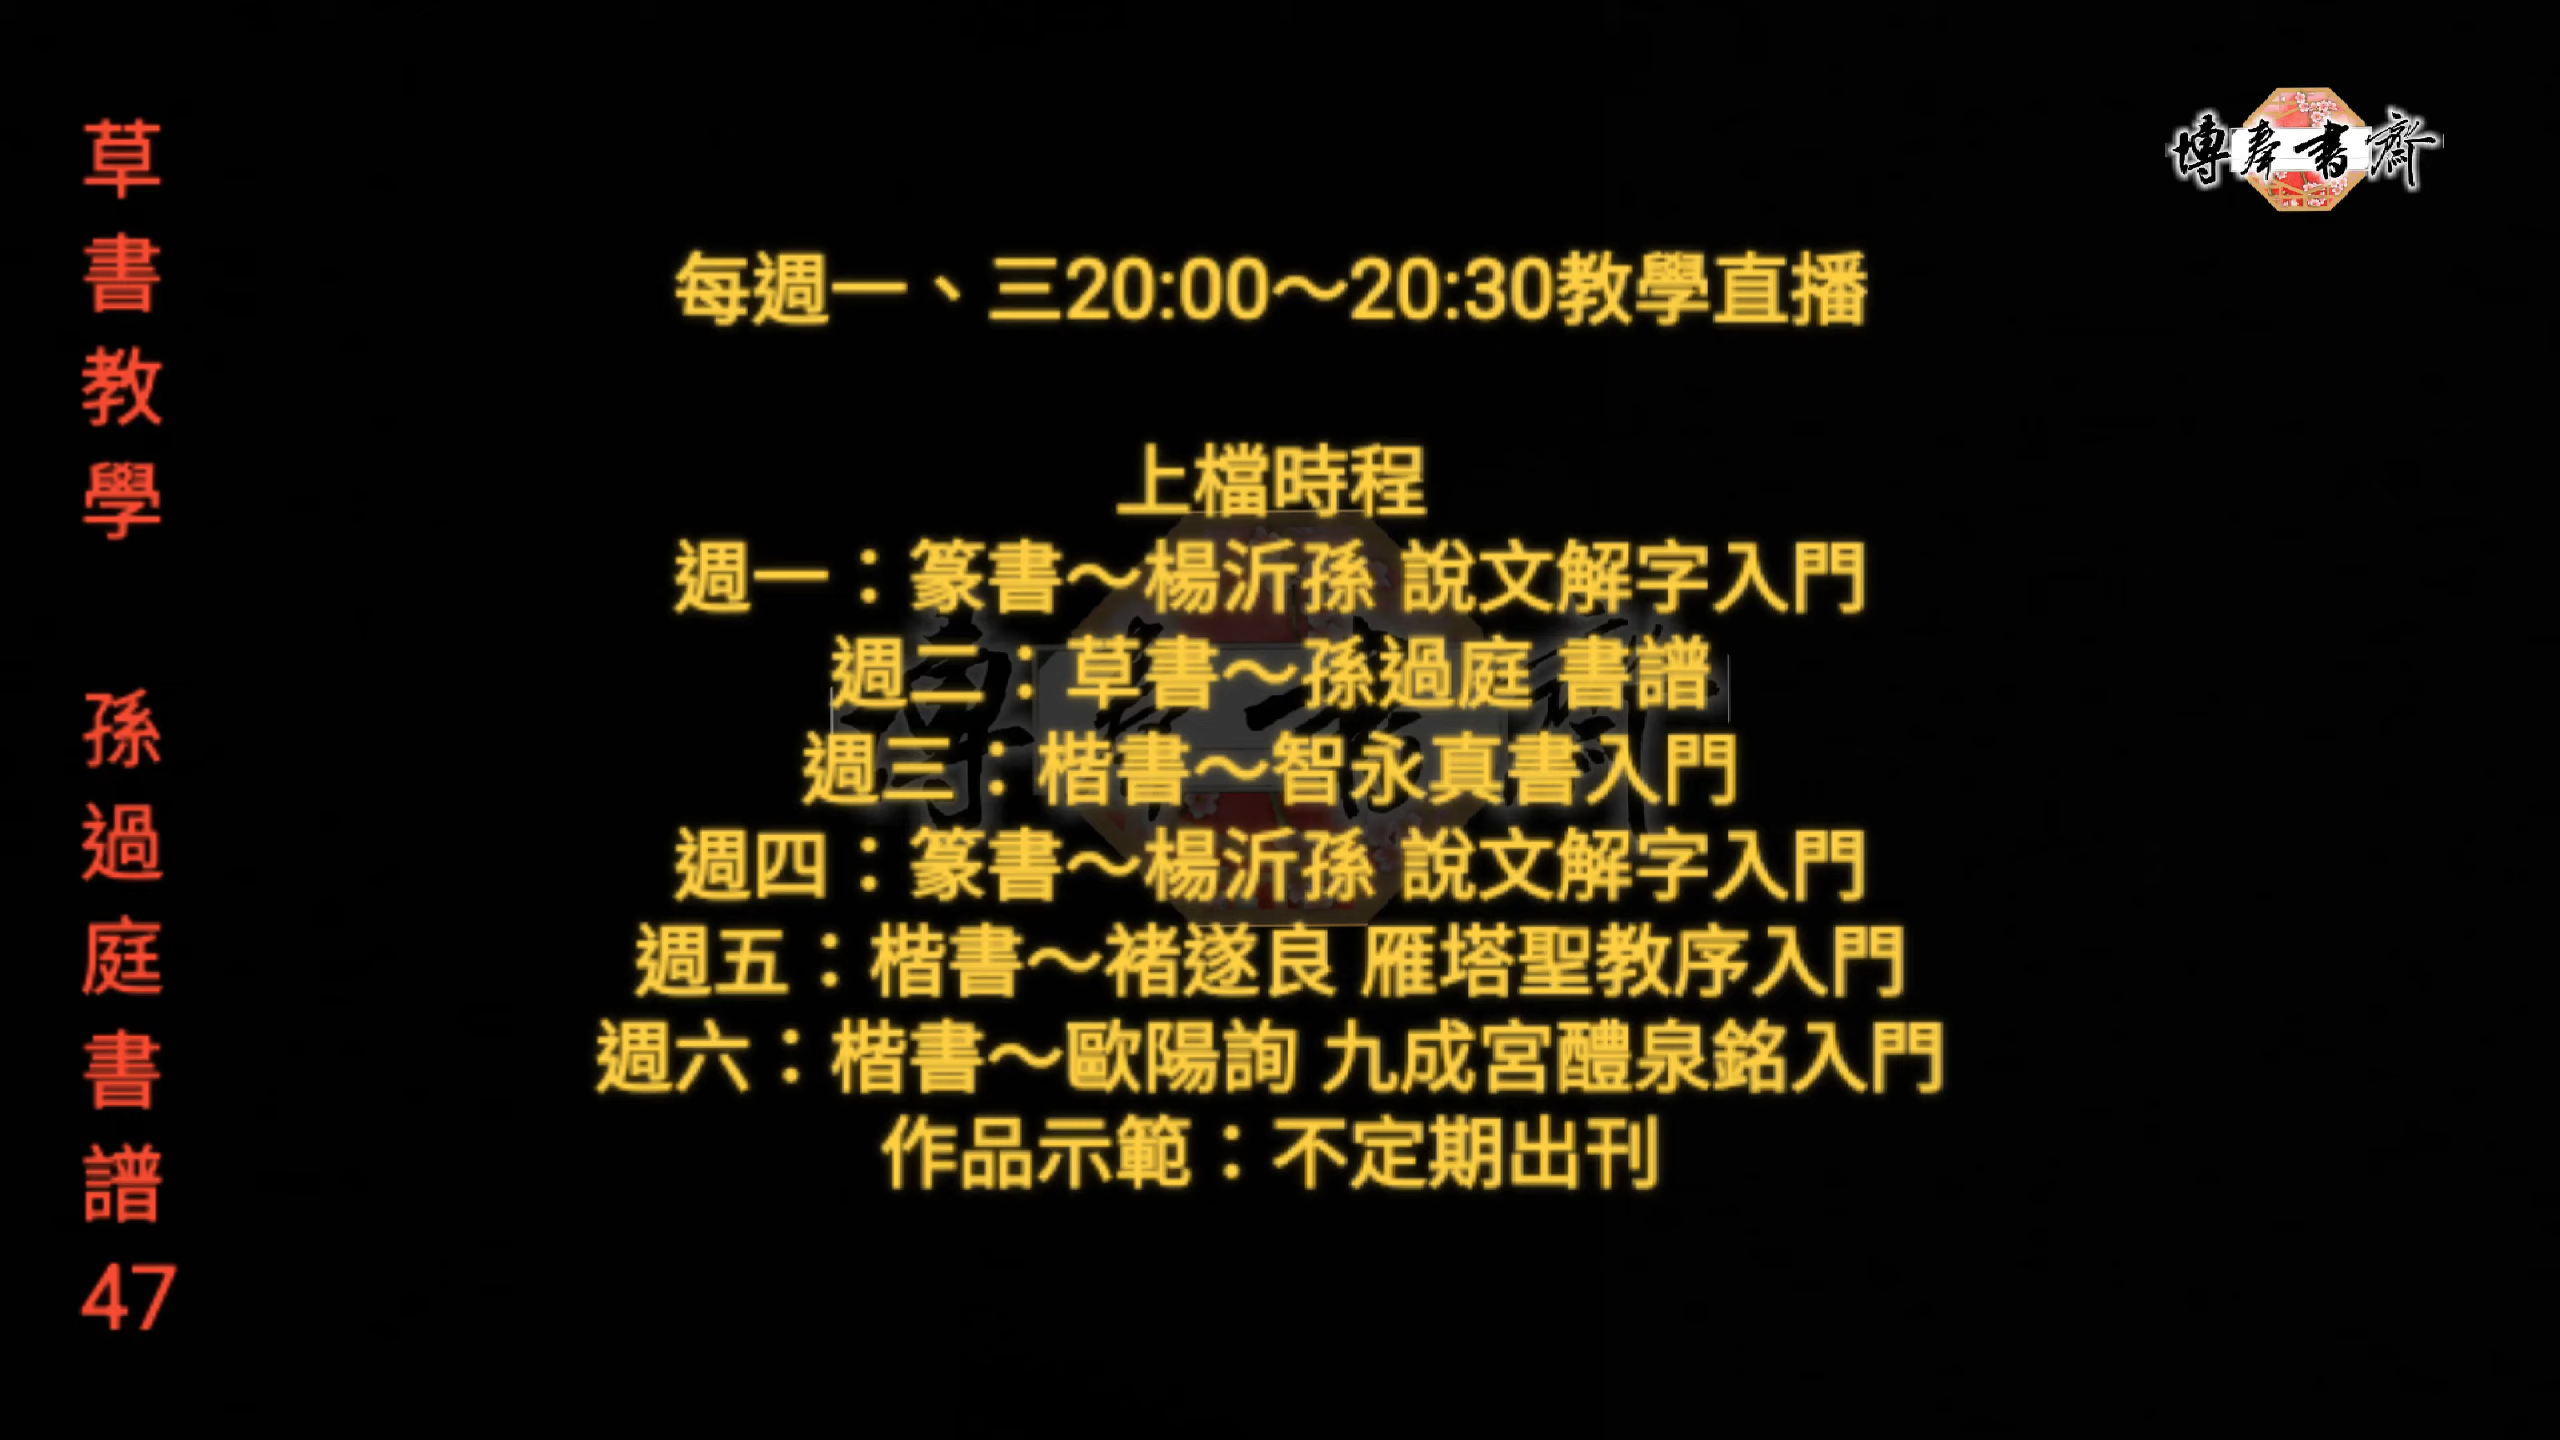 草書教學 孫過庭書譜47
博奉書齋
每週一、三20:00～20:30教學直播
上檔時程
週一：篆書～楊沂孫 說文解字入門
週二：草書～孫過庭 書譜
週三：楷書～智永真書入門
週四：篆書～楊沂孫 說文解字入門
週五：楷書～褚遂良 雁塔聖教序入門
週六：楷書～歐陽詢 九成宮醴泉銘入門
作品示範：不定期出刊